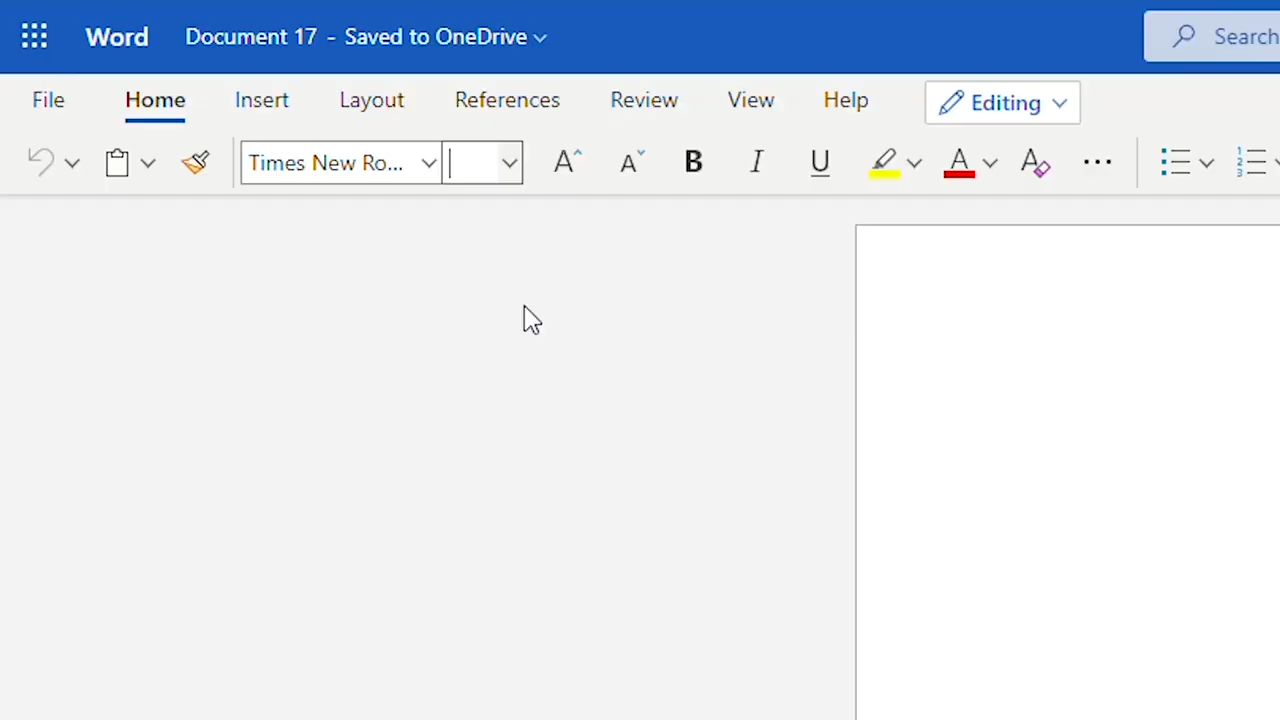 Word Document 17 - Saved to OneDrive Search
File Home Insert Layout References Review View Help Editing
Times New Ro... A A B I U A A